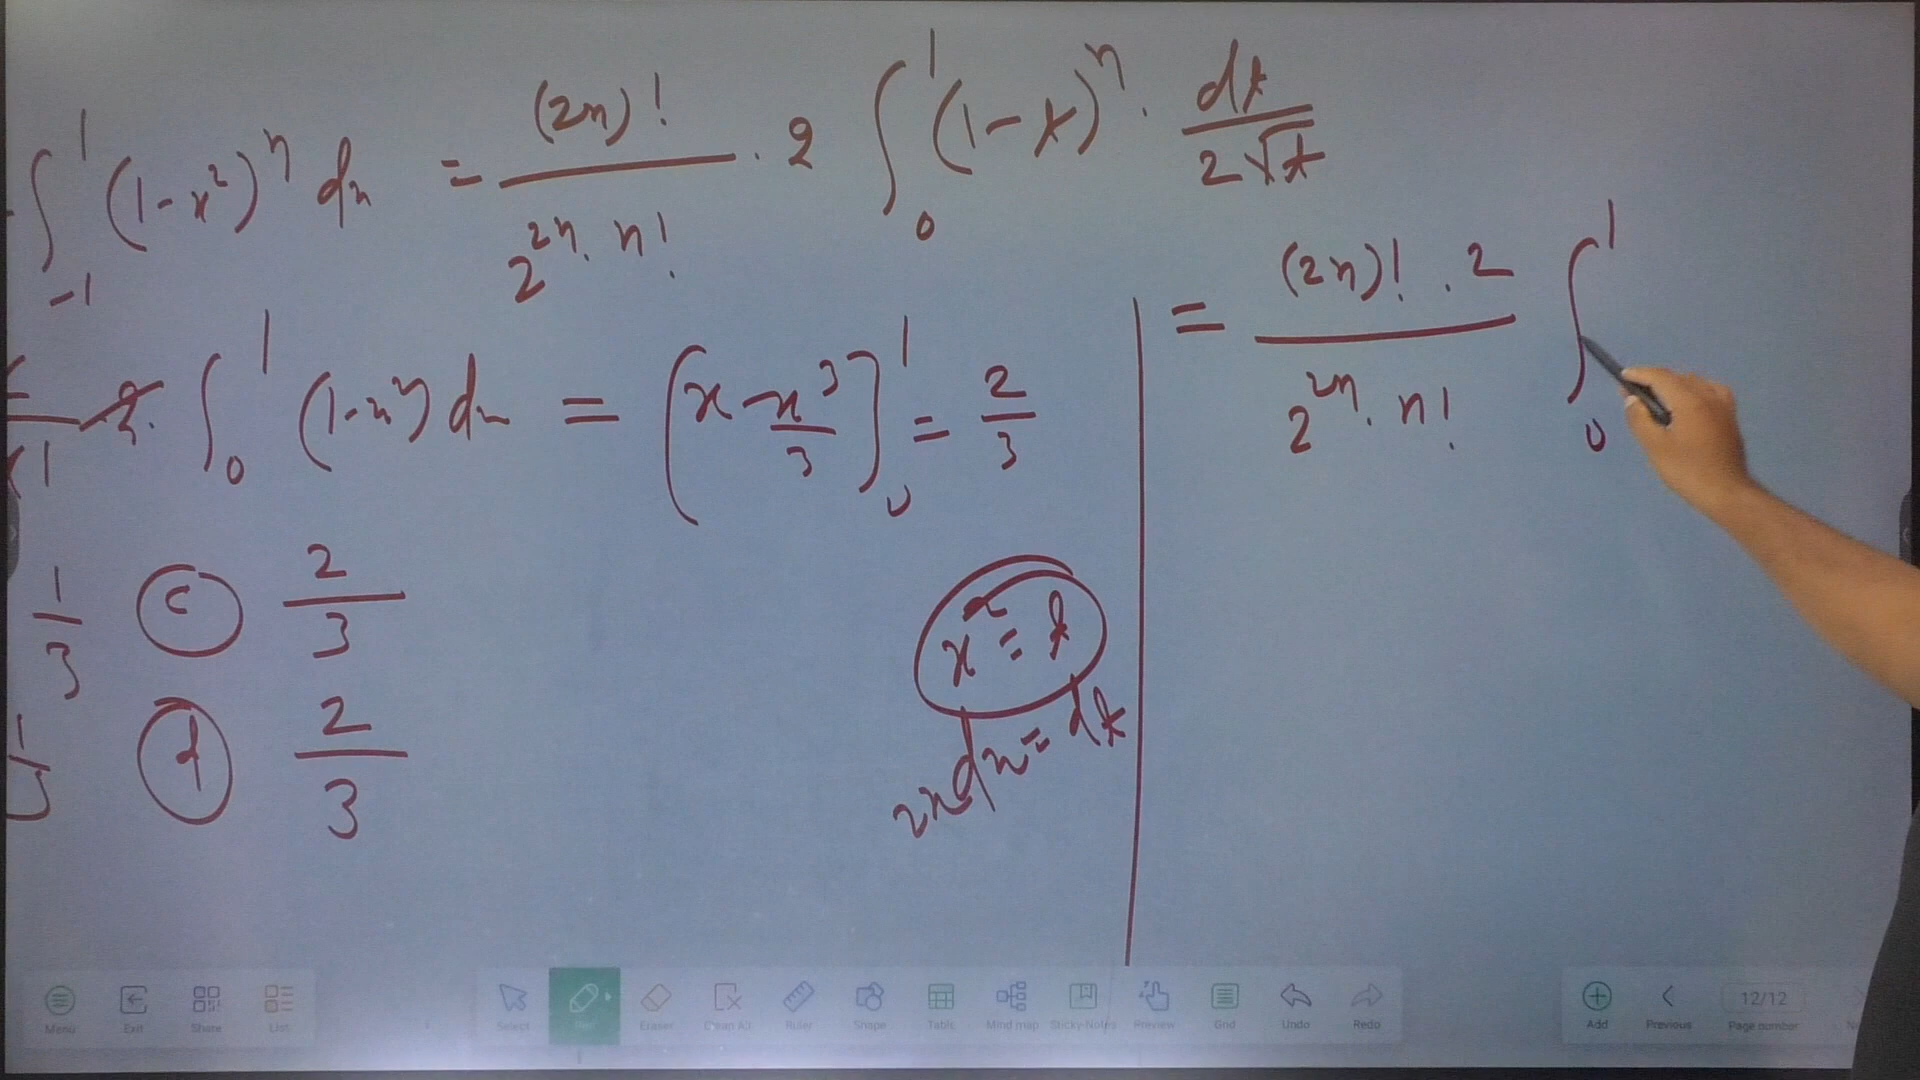 ∫_{-1}^{1} (1-x²)^n dx = (2n)! / 2^{2n} · n! · 2 ∫_0^1 (1-t)^n · dt / 2√t
2. ∫_0^1 (1-x²) dx = (x - x³/3]_0^1 = 2/3
= (2n)! · 2 / 2^{2n} · n! ∫_0^1
1/3 (c) 2/3
(d) 2/3
x² = t
2x dx = dt
Menu Exit Share List Select Pen Eraser Clean All Ruler Shape Table Mind map Sticky-Notes Preview Grid Undo Redo Add Previous 12/12 Page number